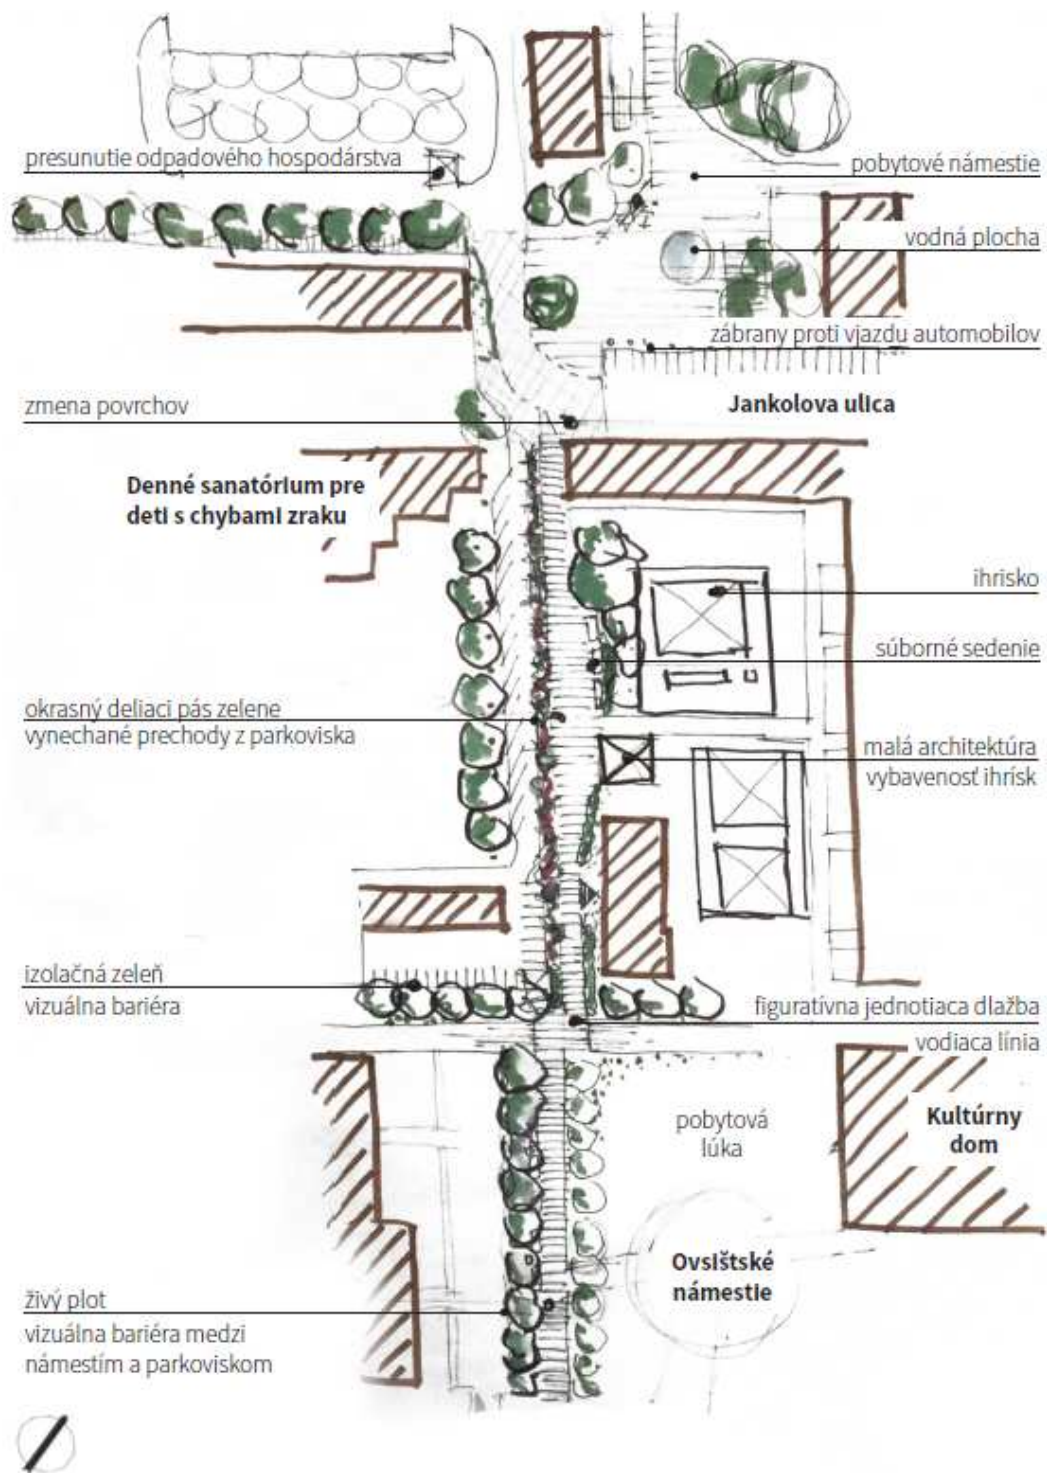 presunutie odpadového hospodárstva
pobytové námestie
vodná plocha
zábrany proti vjazdu automobilov
zmena povrchov
Jankolova ulica
Denné sanatórium pre
deti s chybami zraku
ihrisko
súborné sedenie
okrasný deliaci pás zelene
vynechané prechody z parkoviska
malá architektúra
vybavenosť ihrísk
izolačná zeleň
vizuálna bariéra
figuratívna jednotiaca dlažba
vodiaca línia
Kultúrny
dom
pobytová
lúka
Ovsištské
námestie
živý plot
vizuálna bariéra medzi
námestím a parkoviskom